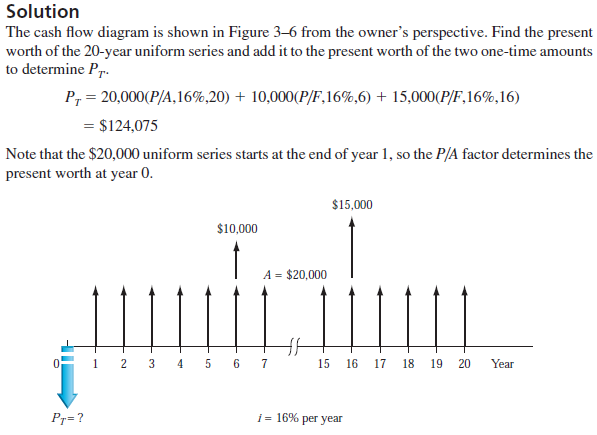 Solution
The cash flow diagram is shown in Figure 3–6 from the owner's perspective. Find the present
worth of the 20-year uniform series and add it to the present worth of the two one-time amounts
to determine P_T.
P_T = 20,000(P/A,16%,20) + 10,000(P/F,16%,6) + 15,000(P/F,16%,16)
= $124,075
Note that the $20,000 uniform series starts at the end of year 1, so the P/A factor determines the
present worth at year 0.
$15,000
$10,000
A = $20,000
0 1 2 3 4 5 6 7 15 16 17 18 19 20 Year
P_T= ?
i = 16% per year